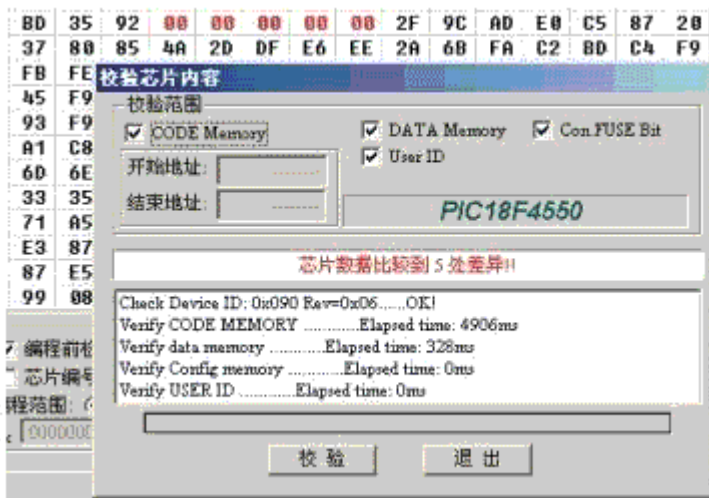 BD 35 92 00 00 00 00 00 2F 9C AD E0 C5 87 20
37 80 85 4A 2D DF E6 EE 2A 6B FA C2 BD C4 F9
FB FE
校验芯片内容
45 F9
校验范围
93 F9
CODE Memory DATA Memory Con.FUSE Bit
A1 C8
User ID
6D 6E
开始地址:
33 35
结束地址:
PIC18F4550
71 A5
E3 87
芯片数据比较到 5 处差异!!
87 E5
99 08
Check Device ID: 0x090 Rev=0x06......OK!
Verify CODE MEMORY ............Elapsed time: 4906ms
编程前检
Verify data memory ............Elapsed time: 328ms
芯片编号
Verify Config memory ............Elapsed time: 0ms
Verify USER ID ............Elapsed time: 0ms
程范围:
校 验 退 出